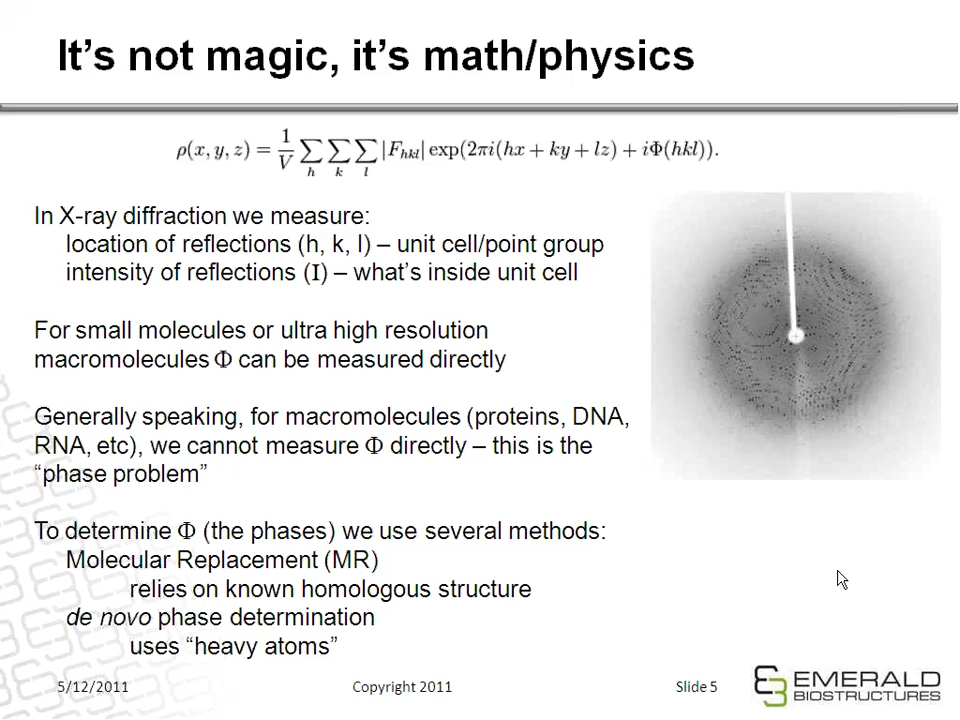 It's not magic, it's math/physics
ρ(x, y, z) = 1/V ∑h ∑k ∑l |Fhkl| exp(2πi(hx + ky + lz) + iΦ(hkl)).
In X-ray diffraction we measure:
location of reflections (h, k, l) – unit cell/point group
intensity of reflections (I) – what's inside unit cell
For small molecules or ultra high resolution
macromolecules Φ can be measured directly
Generally speaking, for macromolecules (proteins, DNA,
RNA, etc), we cannot measure Φ directly – this is the
“phase problem”
To determine Φ (the phases) we use several methods:
Molecular Replacement (MR)
relies on known homologous structure
de novo phase determination
uses “heavy atoms”
5/12/2011
Copyright 2011
Slide 5
EMERALD
BIOSTRUCTURES